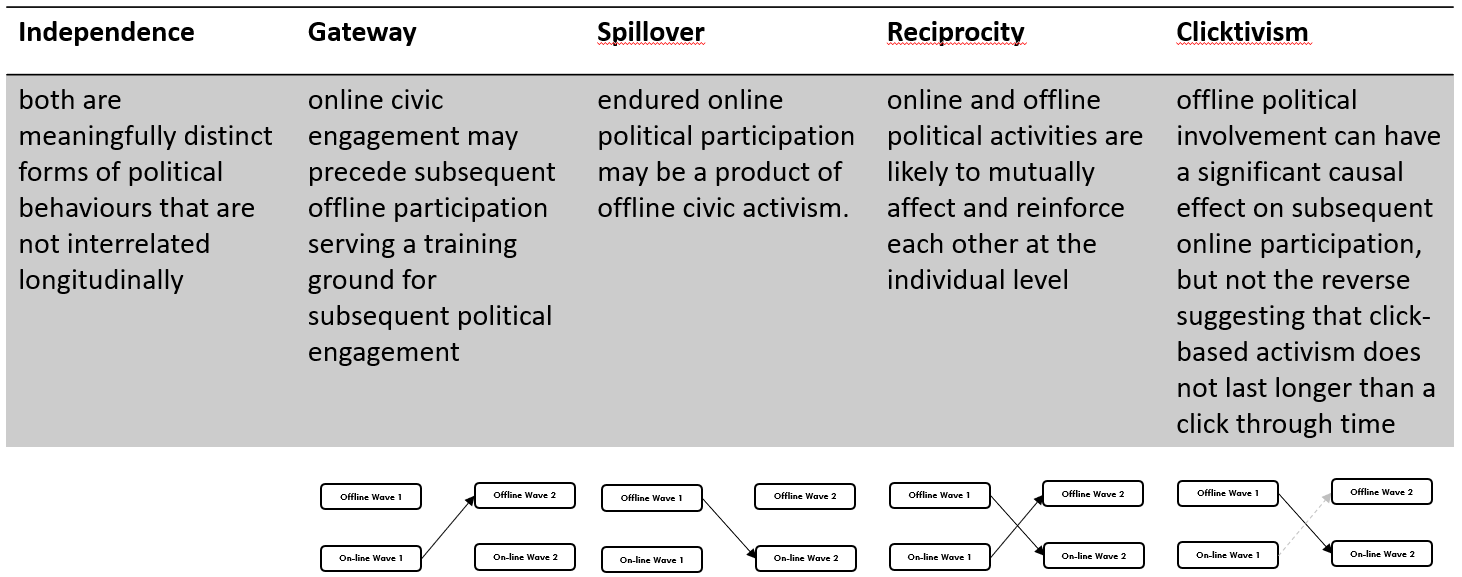 Independence
Gateway
Spillover
Reciprocity
Clicktivism
both are
meaningfully distinct
forms of political
behaviours that are
not interrelated
longitudinally
online civic
engagement may
precede subsequent
offline participation
serving a training
ground for
subsequent political
engagement
endured online
political participation
may be a product of
offline civic activism.
online and offline
political activities are
likely to mutually
affect and reinforce
each other at the
individual level
offline political
involvement can have
a significant causal
effect on subsequent
online participation,
but not the reverse
suggesting that click-
based activism does
not last longer than a
click through time
Offline Wave 1
Offline Wave 2
On-line Wave 1
On-line Wave 2
Offline Wave 1
Offline Wave 2
On-line Wave 1
On-line Wave 2
Offline Wave 1
Offline Wave 2
On-line Wave 1
On-line Wave 2
Offline Wave 1
Offline Wave 2
On-line Wave 1
On-line Wave 2